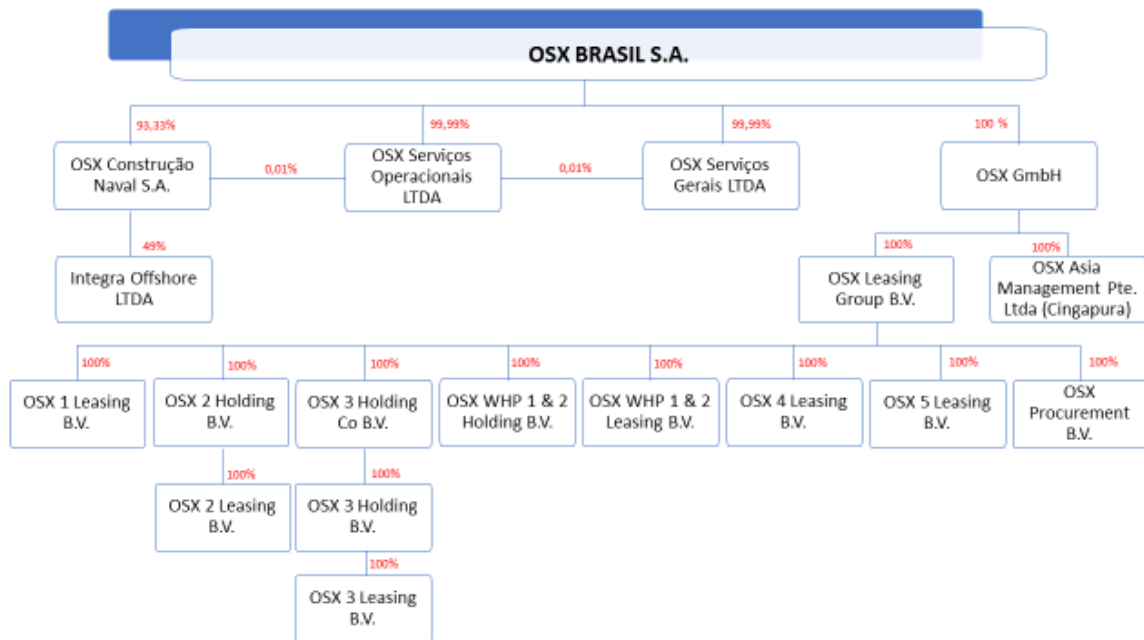 OSX BRASIL S.A.
93,33%
99,99%
99,99%
100 %
OSX Construção
Naval S.A.
0,01%
OSX Serviços
Operacionais
LTDA
0,01%
OSX Serviços
Gerais LTDA
OSX GmbH
49%
100%
100%
Integra Offshore
LTDA
OSX Leasing
Group B.V.
OSX Asia
Management Pte.
Ltda (Cingapura)
100%
100%
100%
100%
100%
100%
100%
100%
OSX 1 Leasing
B.V.
OSX 2 Holding
B.V.
OSX 3 Holding
Co B.V.
OSX WHP 1 & 2
Holding B.V.
OSX WHP 1 & 2
Leasing B.V.
OSX 4 Leasing
B.V.
OSX 5 Leasing
B.V.
OSX
Procurement
B.V.
100%
100%
OSX 2 Leasing
B.V.
OSX 3 Holding
B.V.
100%
OSX 3 Leasing
B.V.